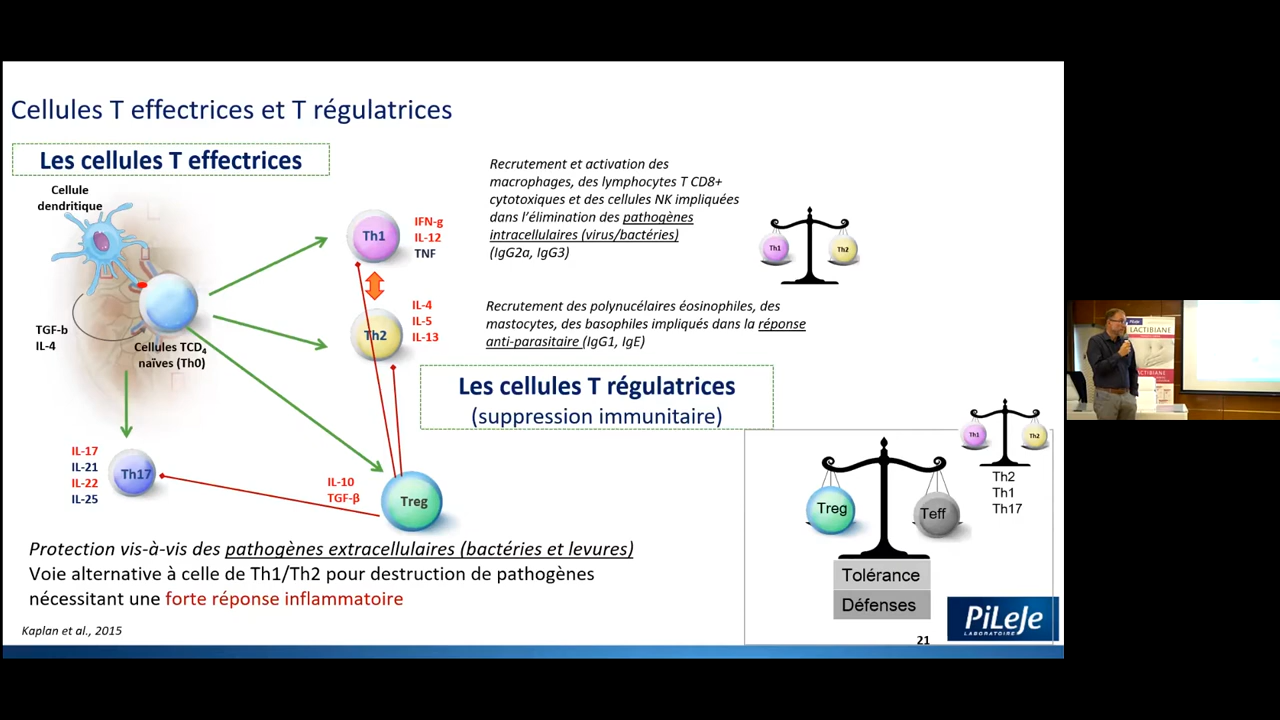 Cellules T effectrices et T régulatrices
Les cellules T effectrices
Cellule
dendritique
TGF-b
IL-4
Cellules TCD4
naïves (Th0)
Th1
IFN-g
IL-12
TNF
Recrutement et activation des
macrophages, des lymphocytes T CD8+
cytotoxiques et des cellules NK impliquées
dans l'élimination des pathogènes
intracellulaires (virus/bactéries)
(IgG2a, IgG3)
Th1
Th2
Th2
IL-4
IL-5
IL-13
Recrutement des polynucélaires éosinophiles, des
mastocytes, des basophiles impliqués dans la réponse
anti-parasitaire (IgG1, IgE)
Les cellules T régulatrices
(suppression immunitaire)
IL-17
IL-21
IL-22
IL-25
Th17
IL-10
TGF-β
Treg
Th1
Th2
Th2
Th1
Th17
Treg
Teff
Tolérance
Défenses
Protection vis-à-vis des pathogènes extracellulaires (bactéries et levures)
Voie alternative à celle de Th1/Th2 pour destruction de pathogènes
nécessitant une forte réponse inflammatoire
Kaplan et al., 2015
21
PiLeJe
LABORATOIRE
LACTIBIANE